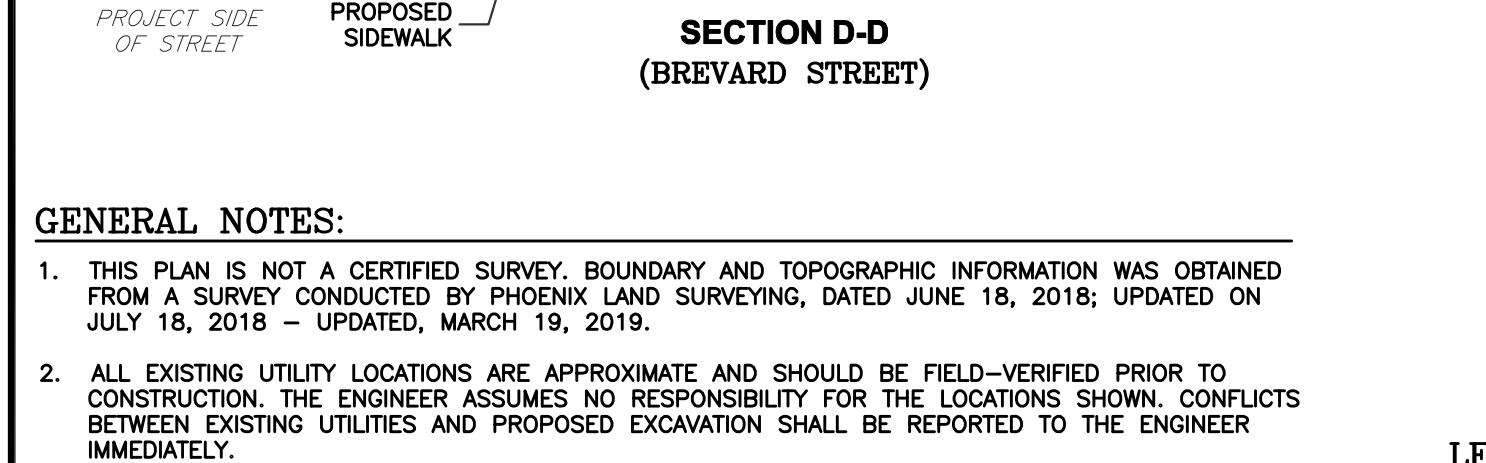 PROJECT SIDE
OF STREET
PROPOSED
SIDEWALK
SECTION D-D
(BREVARD STREET)
GENERAL NOTES:
1. THIS PLAN IS NOT A CERTIFIED SURVEY. BOUNDARY AND TOPOGRAPHIC INFORMATION WAS OBTAINED
FROM A SURVEY CONDUCTED BY PHOENIX LAND SURVEYING, DATED JUNE 18, 2018; UPDATED ON
JULY 18, 2018 – UPDATED, MARCH 19, 2019.
2. ALL EXISTING UTILITY LOCATIONS ARE APPROXIMATE AND SHOULD BE FIELD–VERIFIED PRIOR TO
CONSTRUCTION. THE ENGINEER ASSUMES NO RESPONSIBILITY FOR THE LOCATIONS SHOWN. CONFLICTS
BETWEEN EXISTING UTILITIES AND PROPOSED EXCAVATION SHALL BE REPORTED TO THE ENGINEER
IMMEDIATELY.